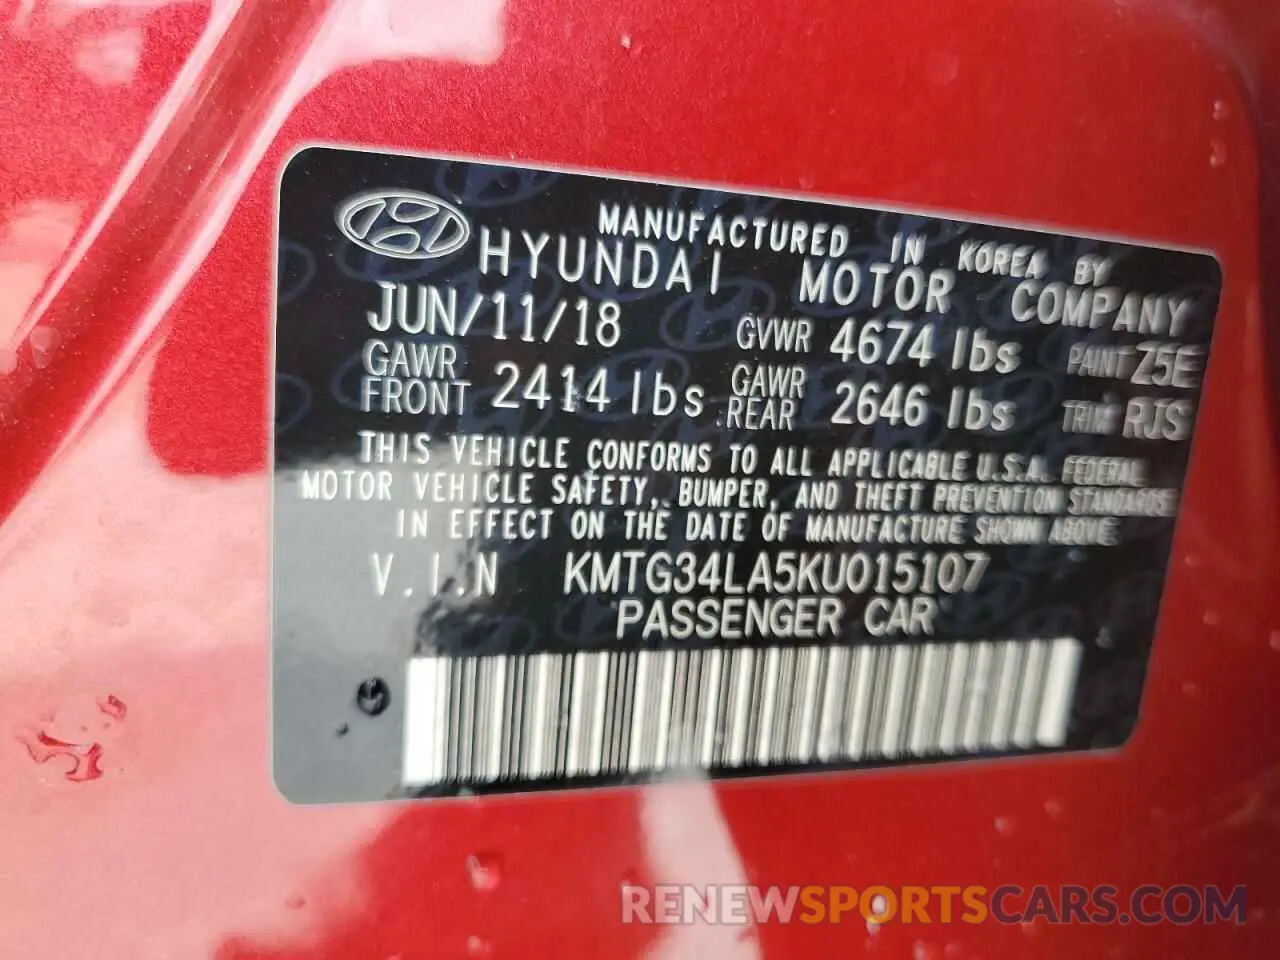 MANUFACTURED IN KOREA BY
HYUNDAI MOTOR COMPANY
JUN/11/18 GVWR 4674 lbs PAINT Z5E
GAWR FRONT 2414 lbs GAWR REAR 2646 lbs TRIM RJS
THIS VEHICLE CONFORMS TO ALL APPLICABLE U.S.A. FEDERAL
MOTOR VEHICLE SAFETY, BUMPER, AND THEFT PREVENTION STANDARDS
IN EFFECT ON THE DATE OF MANUFACTURE SHOWN ABOVE
V.I.N KMTG34LA5KU015107
PASSENGER CAR
RENEWSPORTSCARS.COM